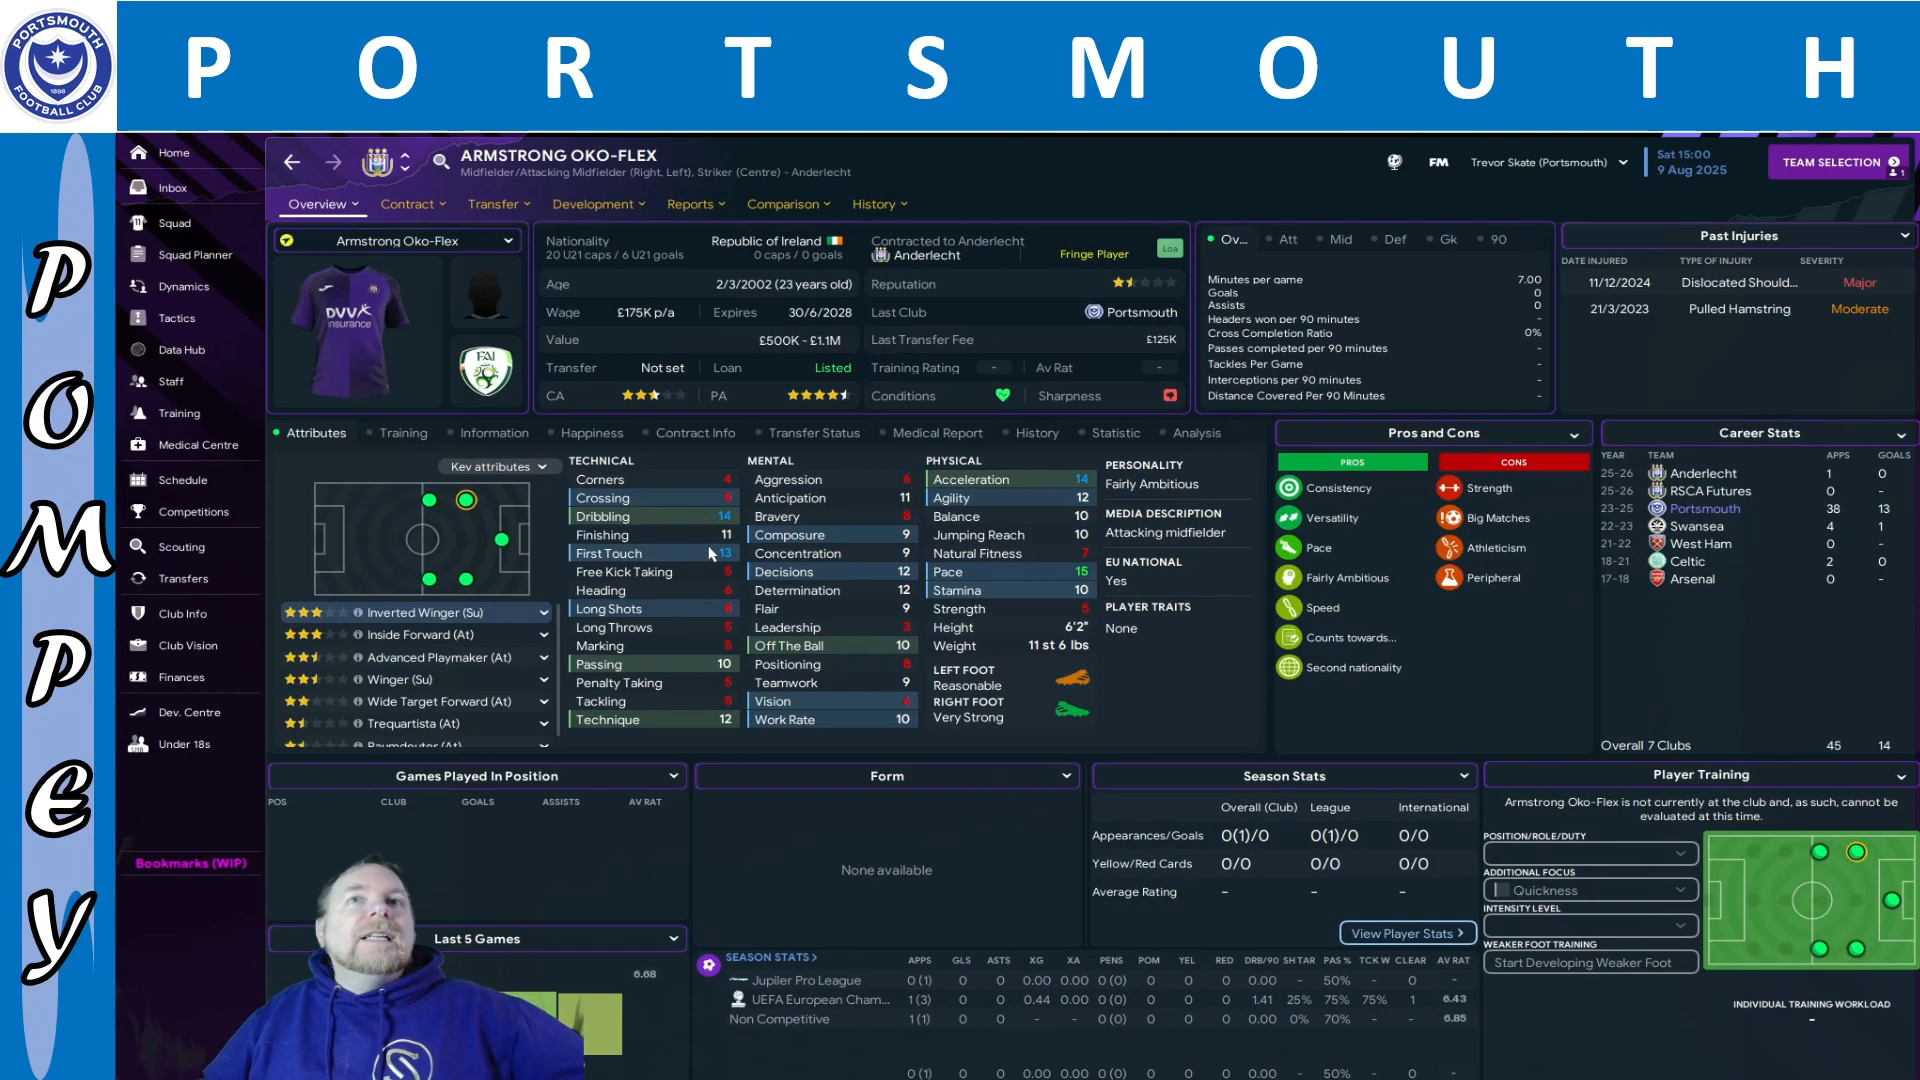 PORTSMOUTH
FOOTBALL CLUB
1898
P O R T S M O U T H
Pompey
Home
Inbox
Squad
Squad Planner
Dynamics
Tactics
Data Hub
Staff
Training
Medical Centre
Schedule
Competitions
Scouting
Transfers
Club Info
Club Vision
Finances
Dev. Centre
Under 18s
Bookmarks (WIP)
ARMSTRONG OKO-FLEX
Midfielder/Attacking Midfielder (Right, Left), Striker (Centre) - Anderlecht
FM
Trevor Skate (Portsmouth)
Sat 15:00
9 Aug 2025
TEAM SELECTION
1
Overview
Contract
Transfer
Development
Reports
Comparison
History
Armstrong Oko-Flex
DVV
insurance
FAI
Nationality
20 U21 caps / 6 U21 goals
Republic of Ireland
0 caps / 0 goals
Age 2/3/2002 (23 years old)
Wage £175K p/a Expires 30/6/2028
Value £500K - £1.1M
Transfer Not set Loan Listed
CA PA
Contracted to Anderlecht
Anderlecht
Fringe Player
Loa
Reputation
Last Club Portsmouth
Last Transfer Fee £125K
Training Rating - Av Rat -
Conditions Sharpness
Ov... Att Mid Def Gk 90
Minutes per game 7.00
Goals 0
Assists 0
Headers won per 90 minutes -
Cross Completion Ratio 0%
Passes completed per 90 minutes -
Tackles Per Game -
Interceptions per 90 minutes -
Distance Covered Per 90 Minutes -
Past Injuries
DATE INJURED TYPE OF INJURY SEVERITY
11/12/2024 Dislocated Should... Major
21/3/2023 Pulled Hamstring Moderate
Attributes Training Information Happiness Contract Info Transfer Status Medical Report History Statistic Analysis
Key attributes
Inverted Winger (Su)
Inside Forward (At)
Advanced Playmaker (At)
Winger (Su)
Wide Target Forward (At)
Trequartista (At)
Raumdeuter (At)
TECHNICAL
Corners 4
Crossing 8
Dribbling 14
Finishing 11
First Touch 13
Free Kick Taking 5
Heading 6
Long Shots 8
Long Throws 5
Marking 5
Passing 10
Penalty Taking 5
Tackling 5
Technique 12
MENTAL
Aggression 6
Anticipation 11
Bravery 8
Composure 9
Concentration 9
Decisions 12
Determination 12
Flair 9
Leadership 3
Off The Ball 10
Positioning 8
Teamwork 9
Vision 6
Work Rate 10
PHYSICAL
Acceleration 14
Agility 12
Balance 10
Jumping Reach 10
Natural Fitness 7
Pace 15
Stamina 10
Strength 5
Height 6'2"
Weight 11 st 6 lbs
LEFT FOOT
Reasonable
RIGHT FOOT
Very Strong
PERSONALITY
Fairly Ambitious
MEDIA DESCRIPTION
Attacking midfielder
EU NATIONAL
Yes
PLAYER TRAITS
None
Pros and Cons
PROS
Consistency
Versatility
Pace
Fairly Ambitious
Speed
Counts towards...
Second nationality
CONS
Strength
Big Matches
Athleticism
Peripheral
Career Stats
YEAR TEAM APPS GOALS
25-26 Anderlecht 1 0
25-26 RSCA Futures 0 -
23-25 Portsmouth 38 13
22-23 Swansea 4 1
21-22 West Ham 0 -
18-21 Celtic 2 0
17-18 Arsenal 0 -
Overall 7 Clubs 45 14
Games Played In Position
POS CLUB GOALS ASSISTS AV RAT
Last 5 Games
6.68
Form
None available
Season Stats
Overall (Club) League International
Appearances/Goals 0(1)/0 0(1)/0 0/0
Yellow/Red Cards 0/0 0/0 0/0
Average Rating - - -
View Player Stats >
SEASON STATS > APPS GLS ASTS XG XA PENS POM YEL RED DRB/90 SH TAR PAS % TCK W CLEAR AV RAT
Jupiler Pro League 0 (1) 0 0 0.00 0.00 0 (0) 0 0 0 0.00 - 50% - 0 -
UEFA European Cham... 1 (3) 0 0 0.44 0.00 0 (0) 0 0 0 1.41 25% 75% 75% 1 6.43
Non Competitive 1 (1) 0 0 - - 0 (0) 0 0 0 0.00 0% 70% - - 6.85
0 (1) 0 0 0.00 0.00 0 (0) 0 0 0 0.00 - 50% - 0 -
Player Training
Armstrong Oko-Flex is not currently at the club and, as such, cannot be
evaluated at this time.
POSITION/ROLE/DUTY
ADDITIONAL FOCUS
Quickness
INTENSITY LEVEL
WEAKER FOOT TRAINING
Start Developing Weaker Foot
INDIVIDUAL TRAINING WORKLOAD
-